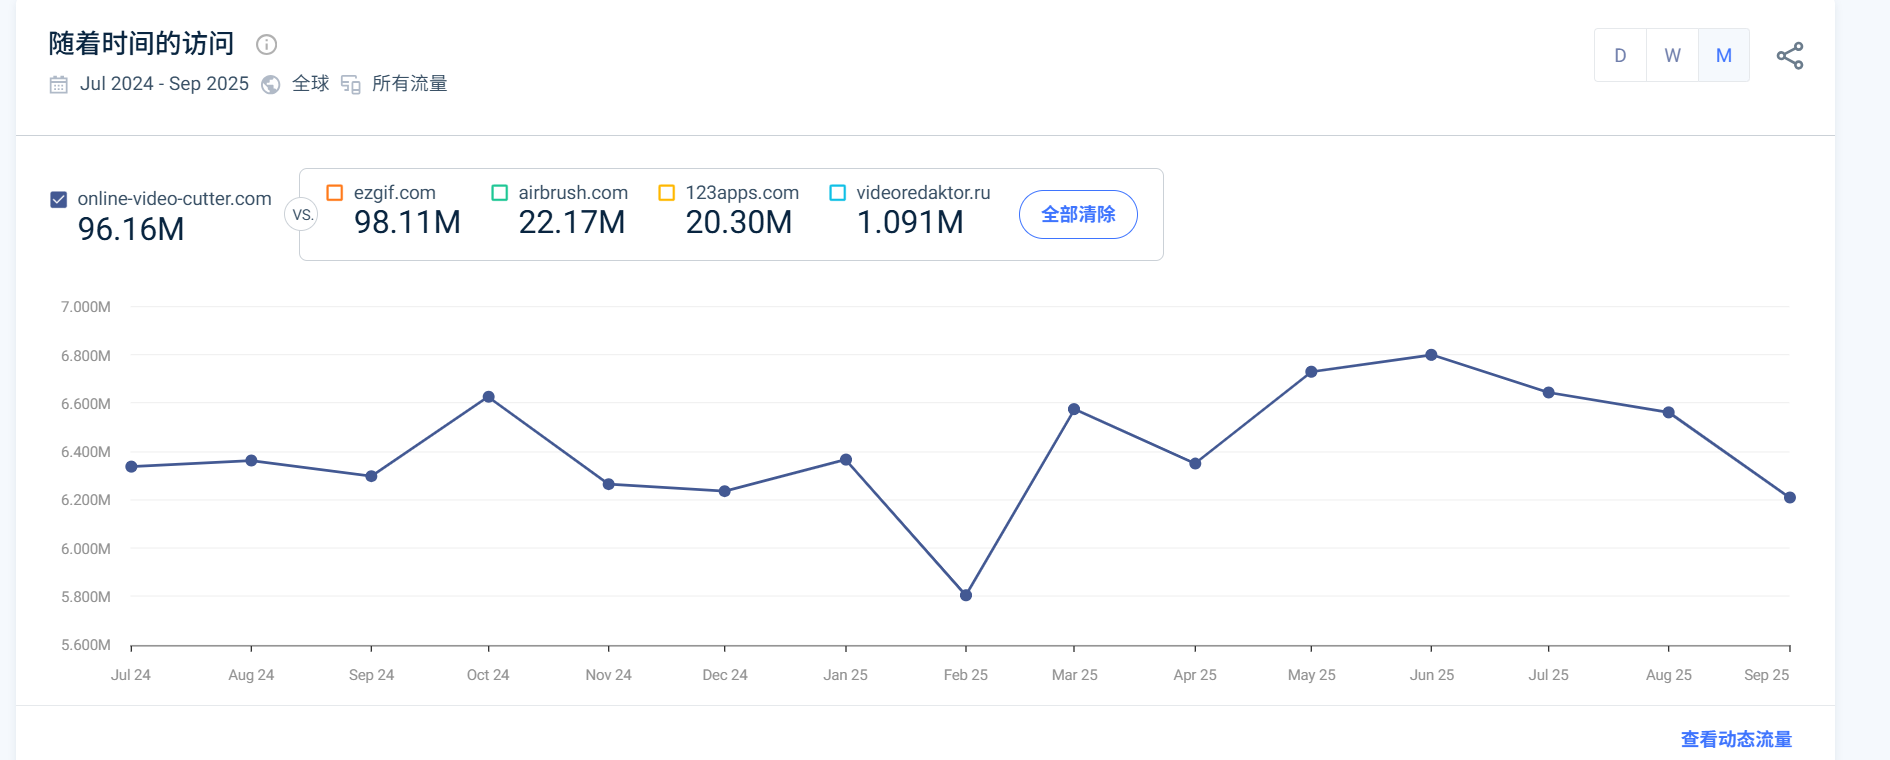 随着时间的访问
Jul 2024 - Sep 2025 全球 所有流量
D W M
online-video-cutter.com
96.16M
VS.
ezgif.com
98.11M
airbrush.com
22.17M
123apps.com
20.30M
videoredaktor.ru
1.091M
全部清除
7.000M
6.800M
6.600M
6.400M
6.200M
6.000M
5.800M
5.600M
Jul 24 Aug 24 Sep 24 Oct 24 Nov 24 Dec 24 Jan 25 Feb 25 Mar 25 Apr 25 May 25 Jun 25 Jul 25 Aug 25 Sep 25
查看动态流量